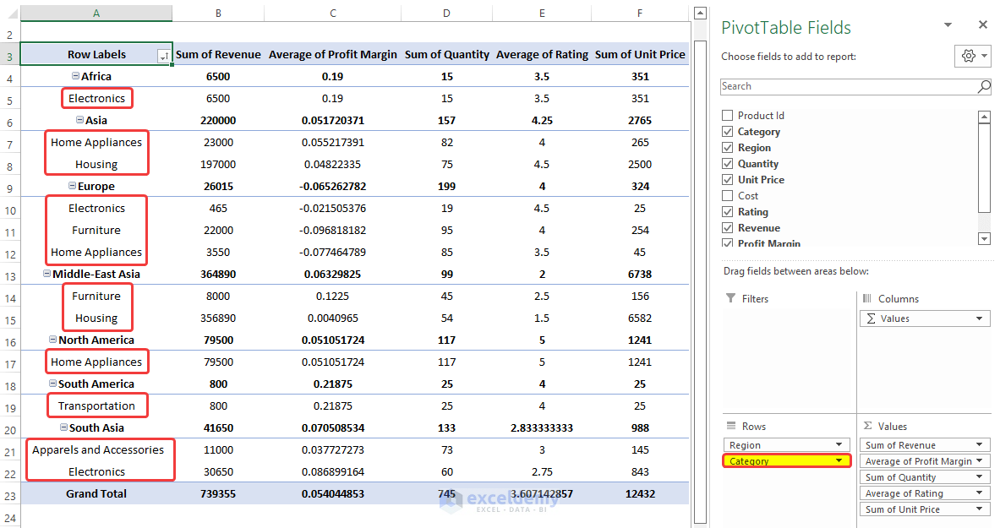 A B C D E F
2
3 Row Labels Sum of Revenue Average of Profit Margin Sum of Quantity Average of Rating Sum of Unit Price
4 Africa 6500 0.19 15 3.5 351
5 Electronics 6500 0.19 15 3.5 351
6 Asia 220000 0.051720371 157 4.25 2765
7 Home Appliances 23000 0.055217391 82 4 265
8 Housing 197000 0.04822335 75 4.5 2500
9 Europe 26015 -0.065262782 199 4 324
10 Electronics 465 -0.021505376 19 4.5 25
11 Furniture 22000 -0.096818182 95 4 254
12 Home Appliances 3550 -0.077464789 85 3.5 45
13 Middle-East Asia 364890 0.06329825 99 2 6738
14 Furniture 8000 0.1225 45 2.5 156
15 Housing 356890 0.0040965 54 1.5 6582
16 North America 79500 0.051051724 117 5 1241
17 Home Appliances 79500 0.051051724 117 5 1241
18 South America 800 0.21875 25 4 25
19 Transportation 800 0.21875 25 4 25
20 South Asia 41650 0.070508534 133 2.833333333 988
21 Apparels and Accessories 11000 0.037727273 73 3 145
22 Electronics 30650 0.086899164 60 2.75 843
23 Grand Total 739355 0.054044853 745 3.607142857 12432
24
exceldemy
EXCEL - DATA - BI
PivotTable Fields
Choose fields to add to report:
Search
Product Id
Category
Region
Quantity
Unit Price
Cost
Rating
Revenue
Profit Margin
Drag fields between areas below:
Filters
Columns
Σ Values
Rows
Region
Category
Σ Values
Sum of Revenue
Average of Profit Margin
Sum of Quantity
Average of Rating
Sum of Unit Price